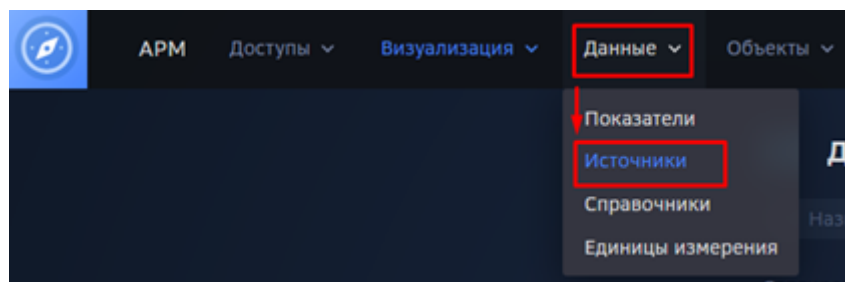 АРМ Доступы Визуализация Данные Объекты
Показатели
Источники
Справочники
Единицы измерения